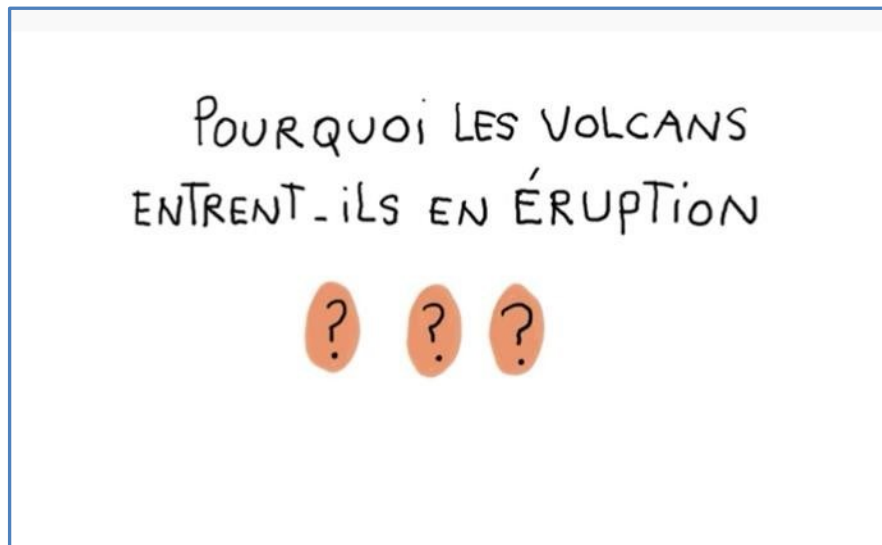 POURQUOI LES VOLCANS
ENTRENT-ILS EN ÉRUPTION
? ? ?